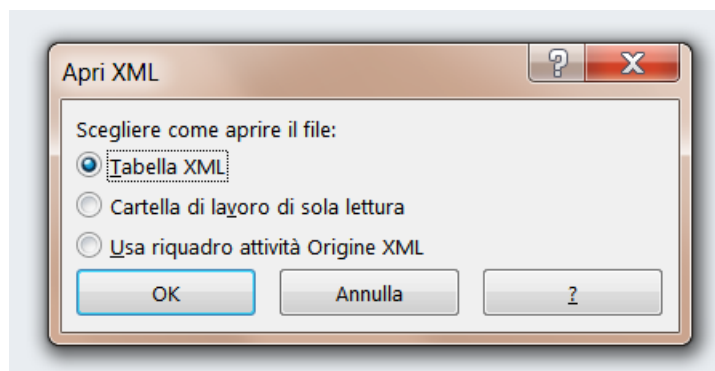 Apri XML
Scegliere come aprire il file:
Tabella XML
Cartella di lavoro di sola lettura
Usa riquadro attività Origine XML
OK Annulla ?